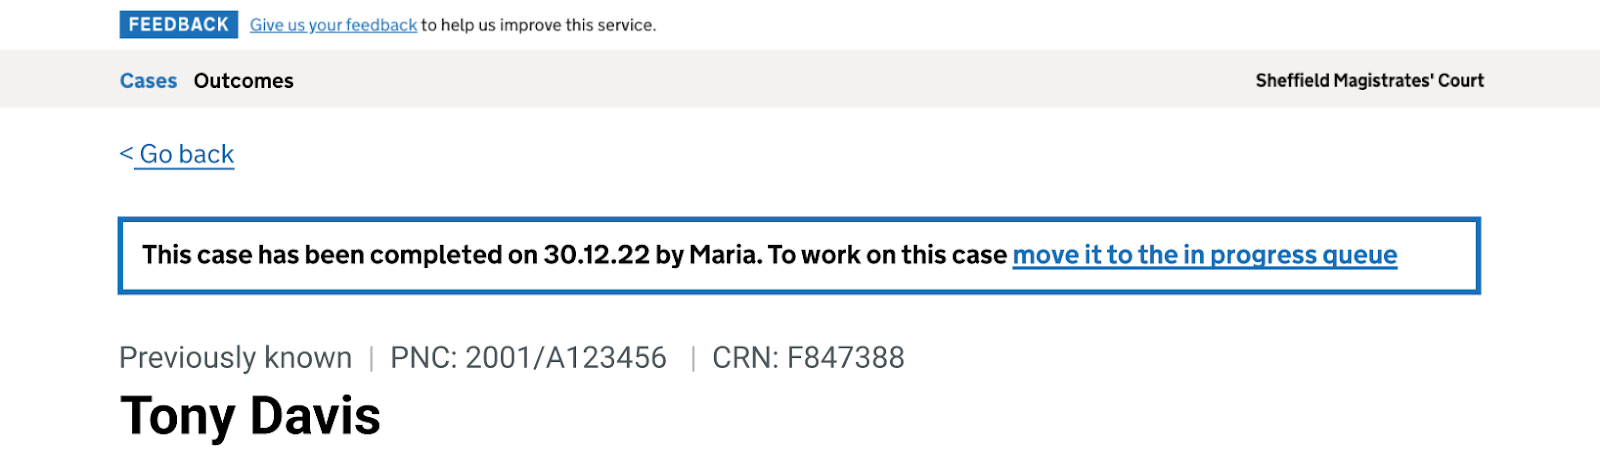 FEEDBACK Give us your feedback to help us improve this service.
Cases Outcomes Sheffield Magistrates' Court
< Go back
This case has been completed on 30.12.22 by Maria. To work on this case move it to the in progress queue
Previously known | PNC: 2001/A123456 | CRN: F847388
Tony Davis